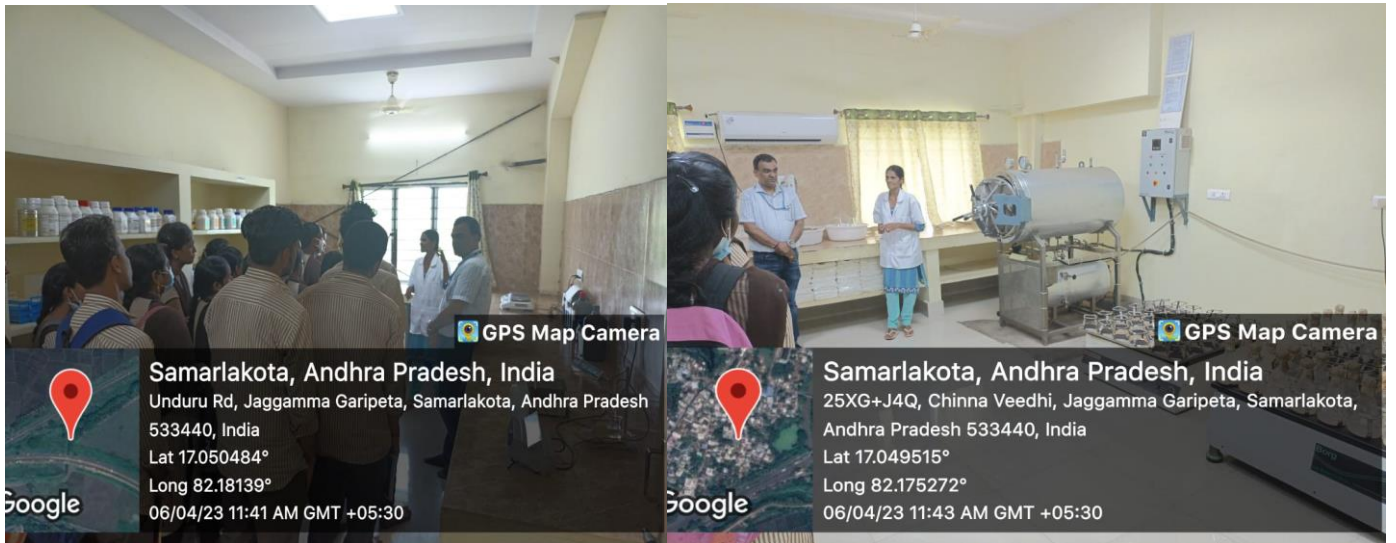 GPS Map Camera
Samarlakota, Andhra Pradesh, India
Unduru Rd, Jaggamma Garipeta, Samarlakota, Andhra Pradesh
533440, India
Lat 17.050484°
Long 82.18139°
06/04/23 11:41 AM GMT +05:30
Google
GPS Map Camera
Samarlakota, Andhra Pradesh, India
25XG+J4Q, Chinna Veedhi, Jaggamma Garipeta, Samarlakota,
Andhra Pradesh 533440, India
Lat 17.049515°
Long 82.175272°
06/04/23 11:43 AM GMT +05:30
Google